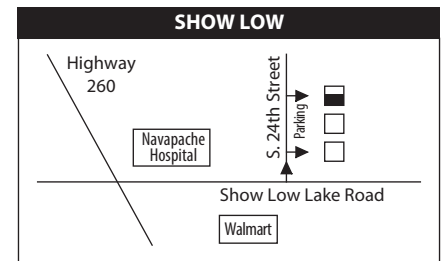 SHOW LOW
Highway
260
S. 24th Street
Parking
Navapache
Hospital
Show Low Lake Road
Walmart